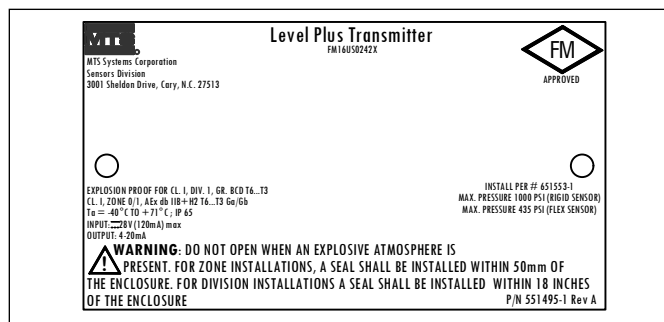 MTS
Level Plus Transmitter
FM16US0242X
FM
APPROVED
MTS Systems Corporation
Sensors Division
3001 Sheldon Drive, Cary, N.C. 27513
EXPLOSION PROOF FOR CL. I, DIV. 1, GR. BCD T6...T3
CL. I, ZONE 0/1, AEx db IIB+H2 T6...T3 Ga/Gb
Ta = -40°C TO +71°C ; IP 65
INPUT: ⎓28V (120mA) max
OUTPUT: 4-20mA
INSTALL PER # 651553-1
MAX. PRESSURE 1000 PSI (RIGID SENSOR)
MAX. PRESSURE 435 PSI (FLEX SENSOR)
WARNING: DO NOT OPEN WHEN AN EXPLOSIVE ATMOSPHERE IS
PRESENT. FOR ZONE INSTALLATIONS, A SEAL SHALL BE INSTALLED WITHIN 50mm OF
THE ENCLOSURE. FOR DIVISION INSTALLATIONS A SEAL SHALL BE INSTALLED WITHIN 18 INCHES
OF THE ENCLOSURE
P/N 551495-1 Rev A